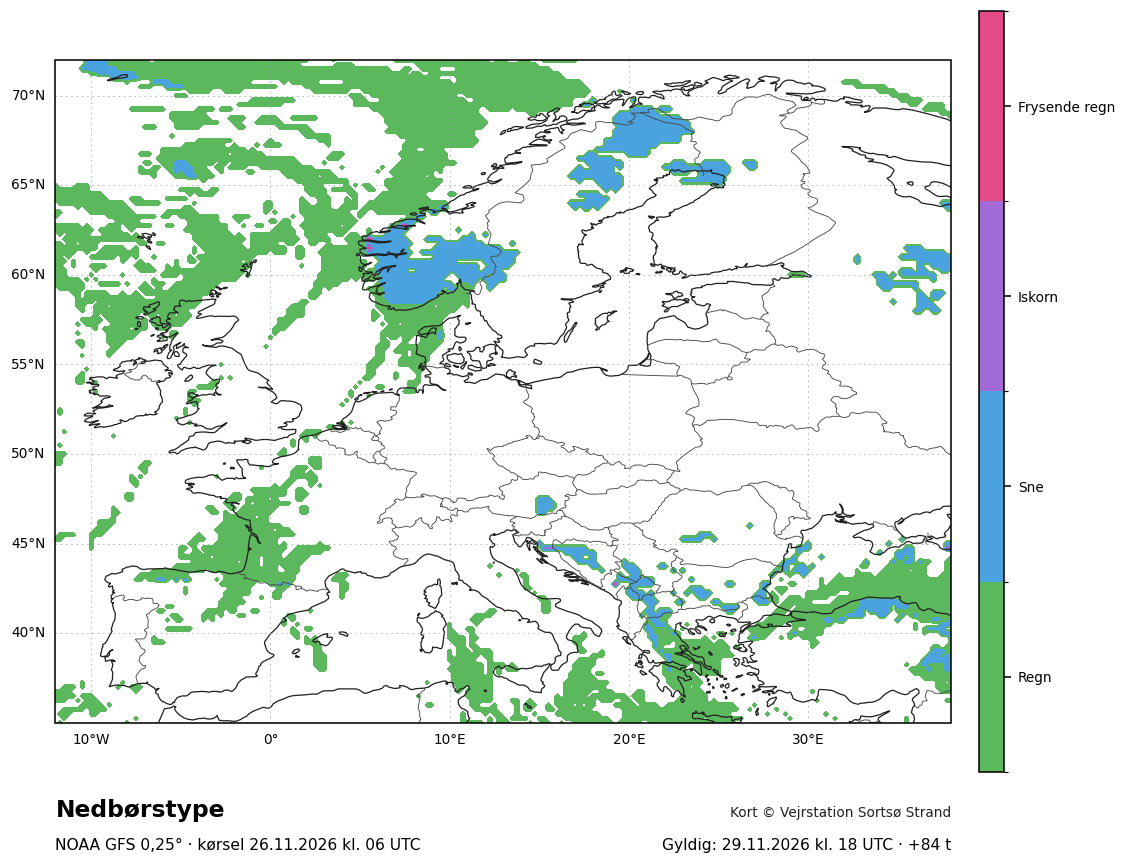 70°N
65°N
60°N
55°N
50°N
45°N
40°N
10°W
0°
10°E
20°E
30°E
Frysende regn
Iskorn
Sne
Regn
Nedbørstype
Kort © Vejrstation Sortsø Strand
NOAA GFS 0,25° · kørsel 26.11.2026 kl. 06 UTC
Gyldig: 29.11.2026 kl. 18 UTC · +84 t